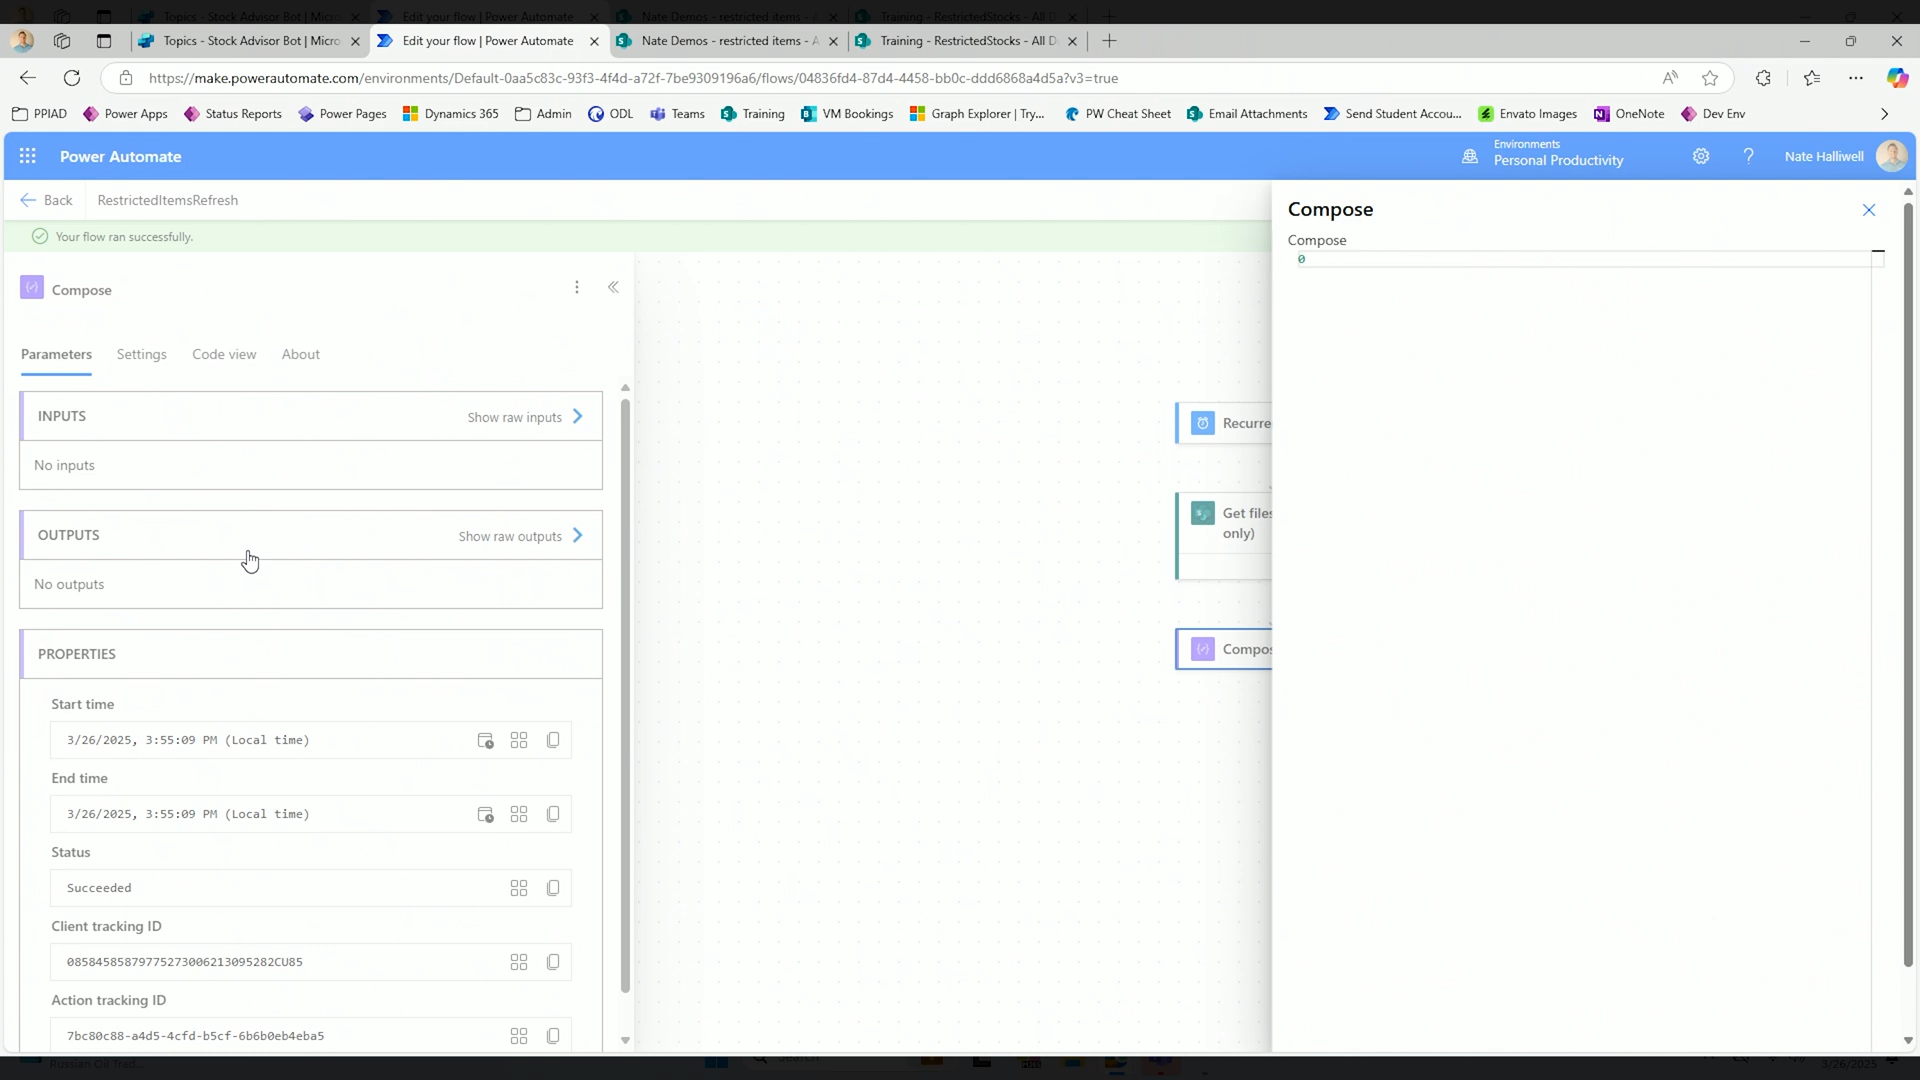 Topics - Stock Advisor Bot | Micro
Edit your flow | Power Automate
Nate Demos - restricted items - A
Training - RestrictedStocks - All D
https://make.powerautomate.com/environments/Default-0aa5c83c-93f3-4f4d-a72f-7be9309196a6/flows/04836fd4-87d4-4458-bb0c-ddd6868a4d5a?v3=true
PPIAD
Power Apps
Status Reports
Power Pages
Dynamics 365
Admin
ODL
Teams
Training
VM Bookings
Graph Explorer | Try...
PW Cheat Sheet
Email Attachments
Send Student Accou...
Envato Images
OneNote
Dev Env
Power Automate
Environments
Personal Productivity
?
Nate Halliwell
Back
RestrictedItemsRefresh
Your flow ran successfully.
Compose
Parameters
Settings
Code view
About
INPUTS
Show raw inputs
No inputs
OUTPUTS
Show raw outputs
No outputs
PROPERTIES
Start time
3/26/2025, 3:55:09 PM (Local time)
End time
3/26/2025, 3:55:09 PM (Local time)
Status
Succeeded
Client tracking ID
08584585879775273006213095282CU85
Action tracking ID
7bc80c88-a4d5-4cfd-b5cf-6b6b0eb4eba5
Recurre
Get files
only)
Compos
Compose
Compose
0